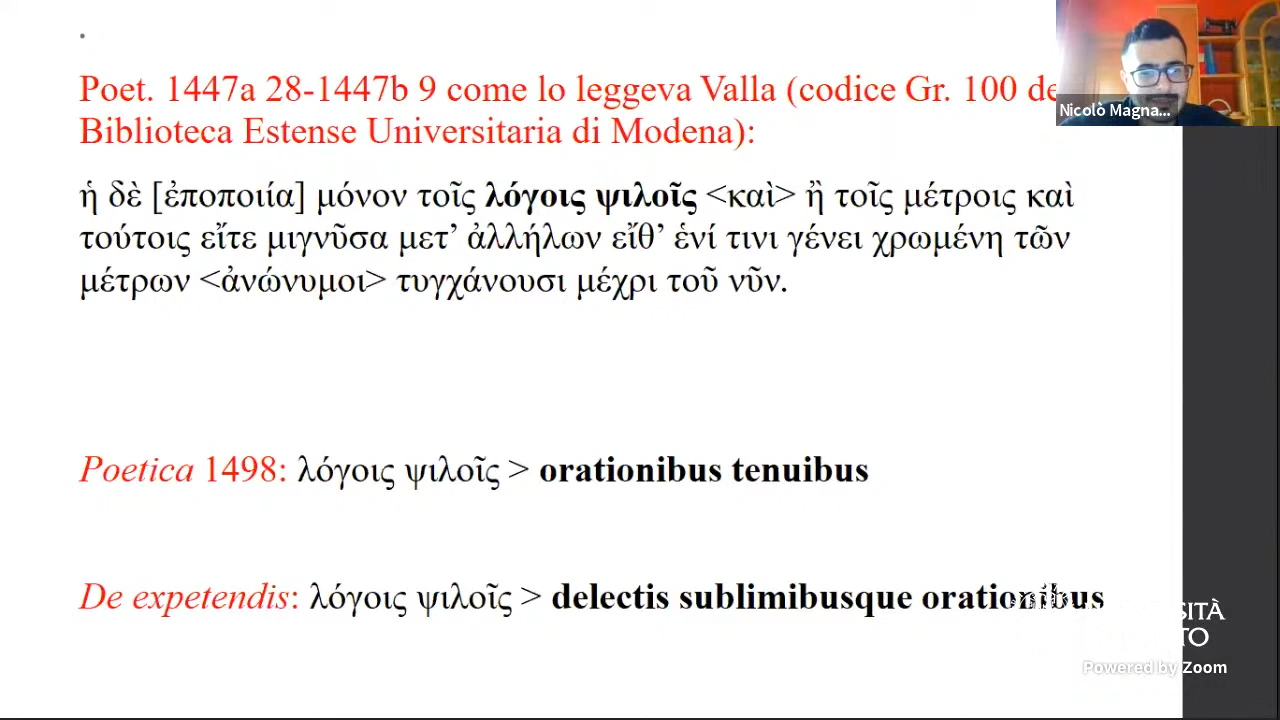 Poet. 1447a 28-1447b 9 come lo leggeva Valla (codice Gr. 100 de
Nicolò Magna...
Biblioteca Estense Universitaria di Modena):
ἡ δὲ [ἐποποιία] μόνον τοῖς λόγοις ψιλοῖς <καὶ> ἢ τοῖς μέτροις καὶ
τούτοις εἴτε μιγνῦσα μετ’ ἀλλήλων εἴθ’ ἑνί τινι γένει χρωμένη τῶν
μέτρων <ἀνώνυμοι> τυγχάνουσι μέχρι τοῦ νῦν.
Poetica 1498: λόγοις ψιλοῖς > orationibus tenuibus
De expetendis: λόγοις ψιλοῖς > delectis sublimibusque orationibus
Powered by Zoom